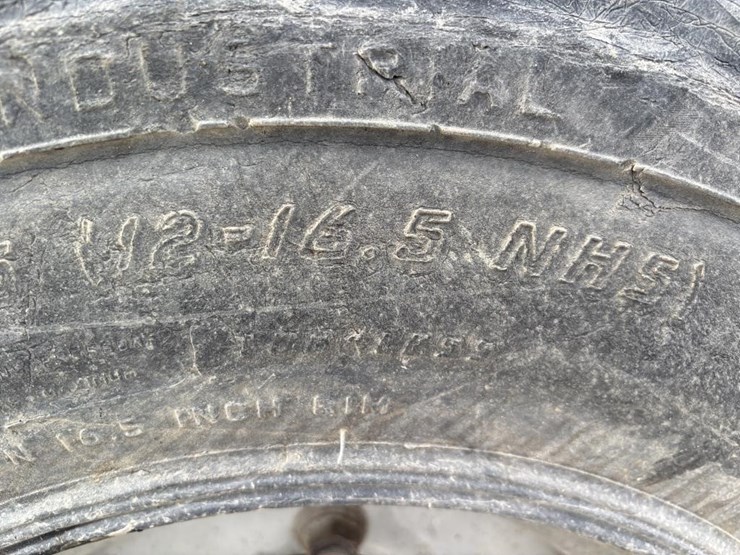 NDUSTRIAL
(12-16.5 NHS)
TUBELESS
N 16.5 INCH RIM